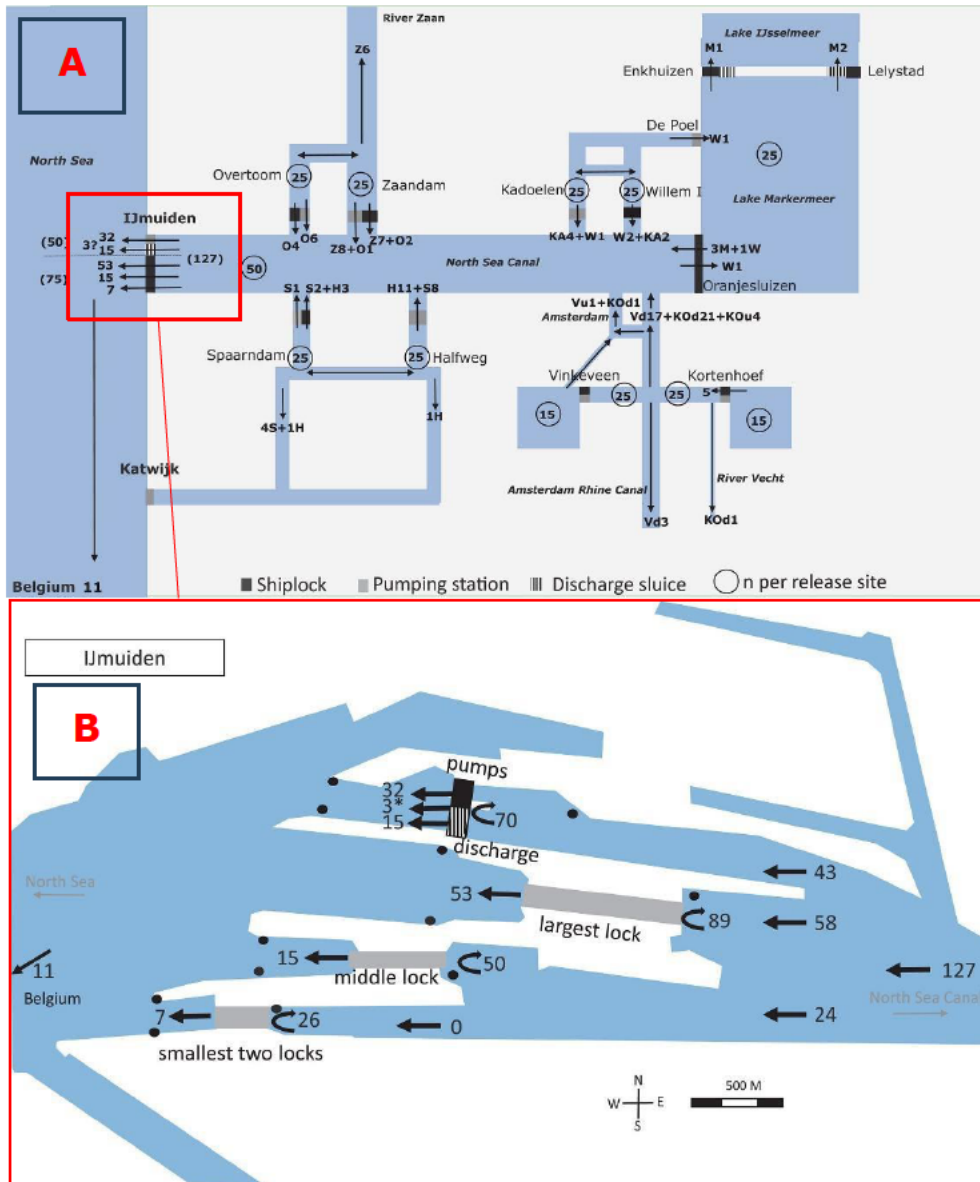 A
River Zaan
Z6
Lake IJsselmeer
M1
M2
Enkhuizen
Lelystad
North Sea
De Poel
W1
Overtoom
25
25
Zaandam
Kadoelen
25
25
Willem I
25
Lake Markermeer
IJmuiden
O4
O6
Z8+O1
Z7+O2
KA4+W1
W2+KA2
(50)
32
3?
15
(127)
50
North Sea Canal
3M+1W
W1
(75)
53
15
7
Oranjesluizen
S1
S2+H3
H11+S8
Vu1+KOd1
Amsterdam
Vd17+KOd21+KOu4
Spaarndam
25
25
Halfweg
Vinkeveen
25
25
Kortenhoef
5
15
15
4S+1H
1H
Katwijk
Amsterdam Rhine Canal
River Vecht
Vd3
KOd1
Belgium 11
Shiplock
Pumping station
Discharge sluice
n per release site
IJmuiden
B
pumps
32
3*
15
70
discharge
43
North Sea
53
largest lock
89
58
15
middle lock
50
127
North Sea Canal
11
Belgium
7
26
0
24
smallest two locks
N
W
E
S
500 M